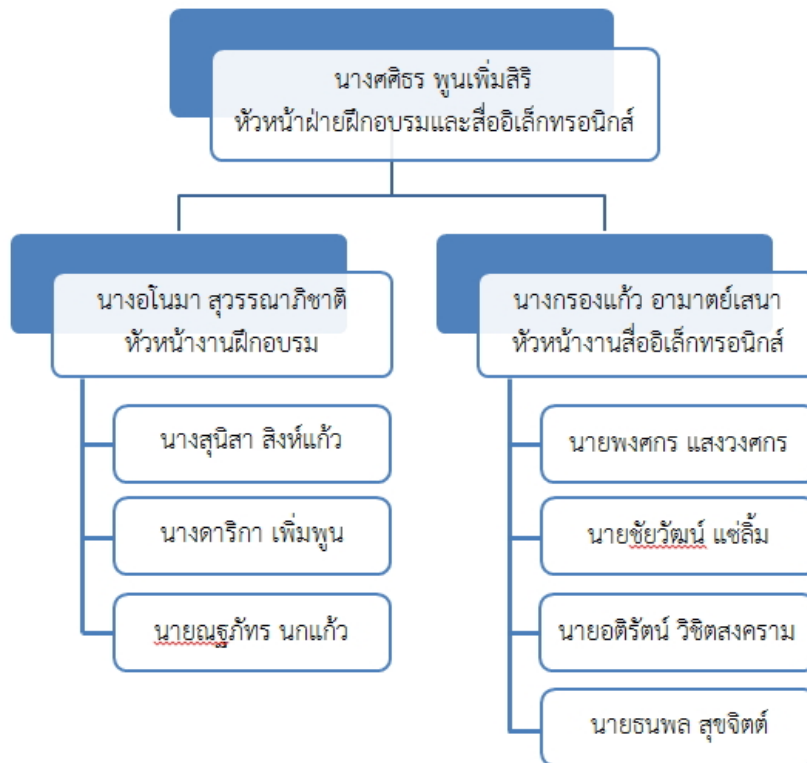 นางศศิธร พูนเพิ่มสิริ
หัวหน้าฝ่ายฝึกอบรมและสื่ออิเล็กทรอนิกส์
นางอโนมา สุวรรณาภิชาติ
หัวหน้างานฝึกอบรม
นางสุนิสา สิงห์แก้ว
นางดาริกา เพิ่มพูน
นายณฐภัทร นกแก้ว
นางกรองแก้ว อามาตย์เสนา
หัวหน้างานสื่ออิเล็กทรอนิกส์
นายพงศกร แสงวงศกร
นายชัยวัฒน์ แซ่ลิ้ม
นายอติรัตน์ วิชิตสงคราม
นายธนพล สุขจิตต์